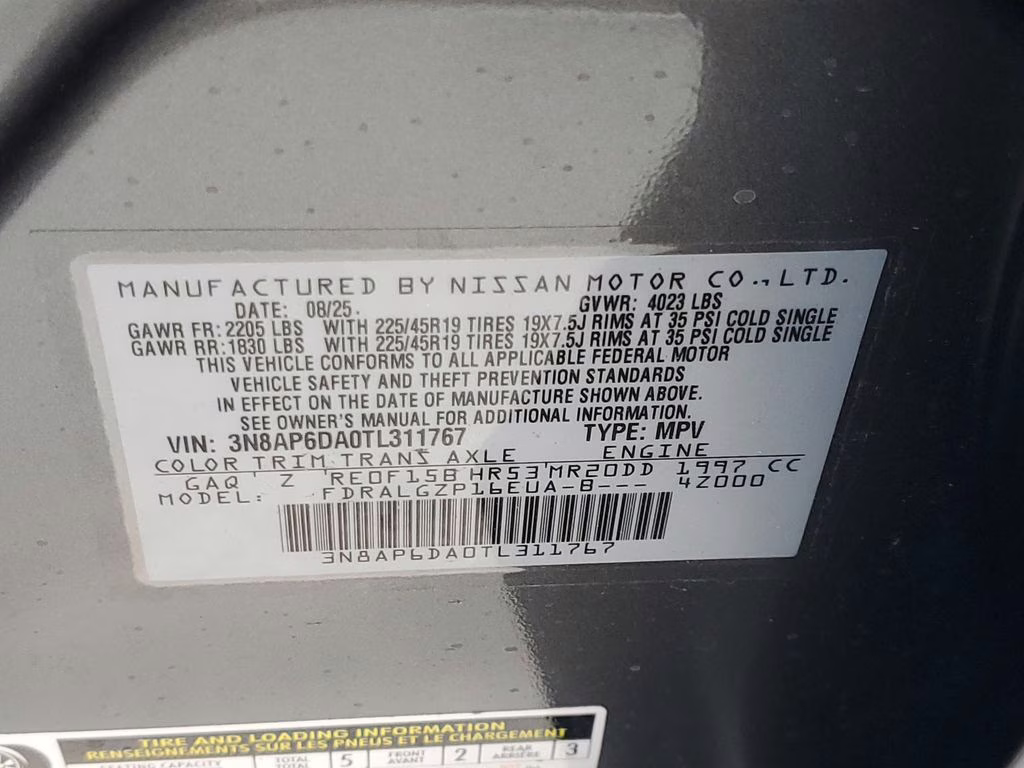 MANUFACTURED BY NISSAN MOTOR CO., LTD.
DATE: 08/25. GVWR: 4023 LBS
GAWR FR: 2205 LBS WITH 225/45R19 TIRES 19X7.5J RIMS AT 35 PSI COLD SINGLE
GAWR RR: 1830 LBS WITH 225/45R19 TIRES 19X7.5J RIMS AT 35 PSI COLD SINGLE
THIS VEHICLE CONFORMS TO ALL APPLICABLE FEDERAL MOTOR
VEHICLE SAFETY AND THEFT PREVENTION STANDARDS
IN EFFECT ON THE DATE OF MANUFACTURE SHOWN ABOVE.
SEE OWNER'S MANUAL FOR ADDITIONAL INFORMATION.
VIN: 3N8AP6DA0TL311767 TYPE: MPV
COLOR TRIM TRANS AXLE ENGINE
GAQ ' Z ' RE0F15B HR53 ' MR20DD 1997 CC
MODEL: FDRALGZP16EUA-B--- 4Z000
3N8AP6DA0TL311767
TIRE AND LOADING INFORMATION
RENSEIGNEMENTS SUR LES PNEUS ET LE CHARGEMENT
SEATING CAPACITY TOTAL 5 FRONT 2 REAR 3
TOTAL AVANT ARRIÈRE